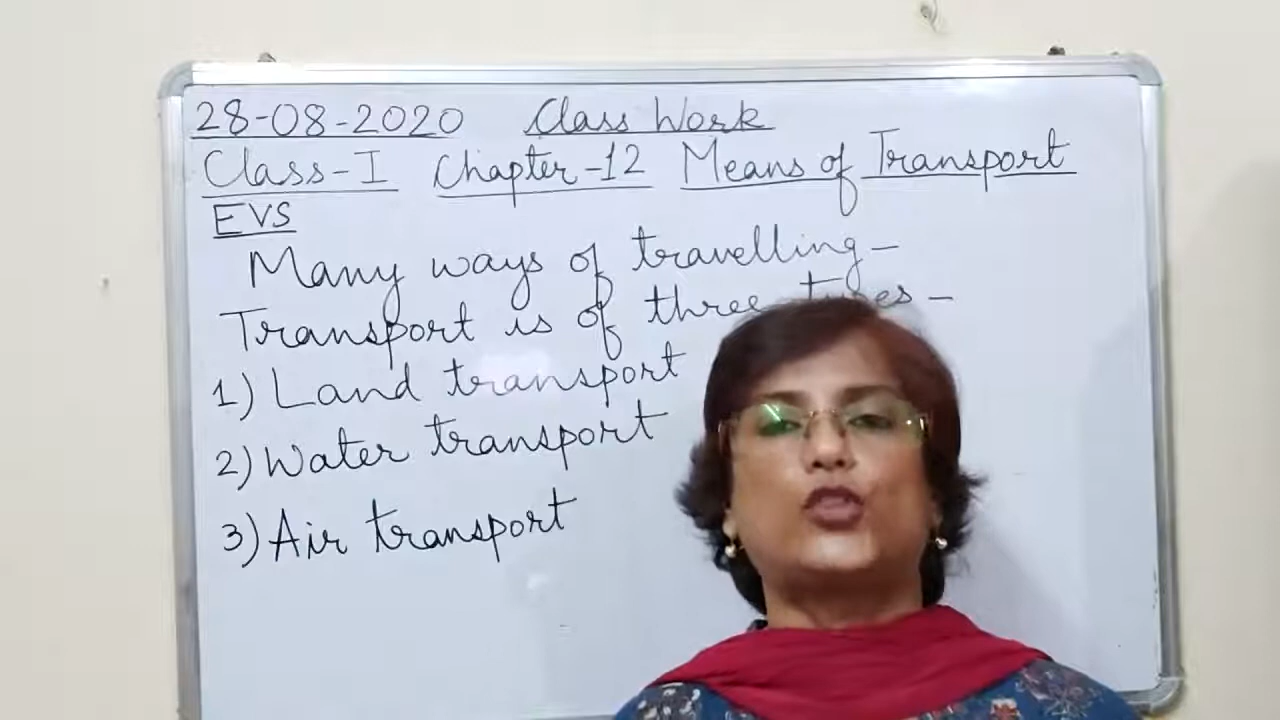 28-08-2020 Class Work
Class-I Chapter-12 Means of Transport
EVS
Many ways of travelling-
Transport is of three types-
1) Land transport
2) Water transport
3) Air transport